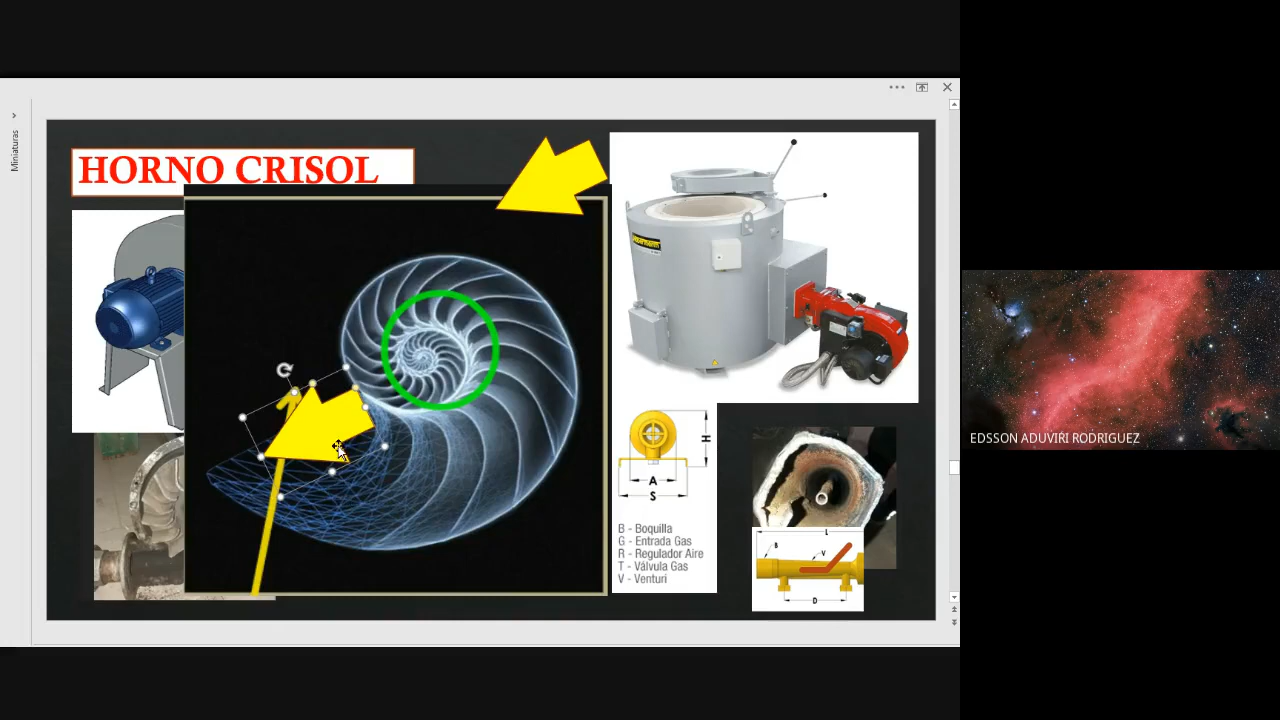 Miniaturas
HORNO CRISOL
H
A
S
B - Boquilla
G - Entrada Gas
R - Regulador Aire
T - Válvula Gas
V - Venturi
L
B
V
D
EDSSON ADUVIRI RODRIGUEZ